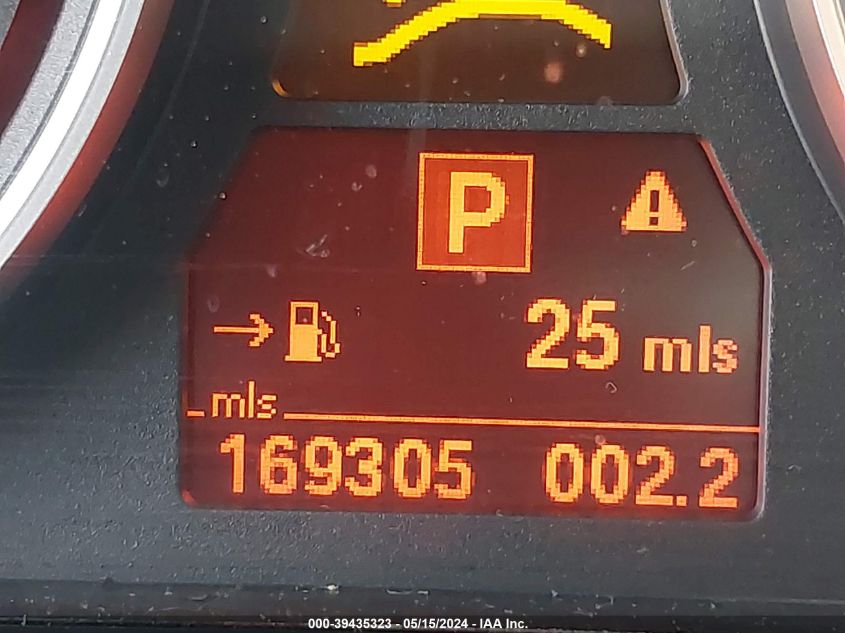 P
25 mls
mls
169305 002.2
000-39435323 - 05/15/2024 - IAA Inc.